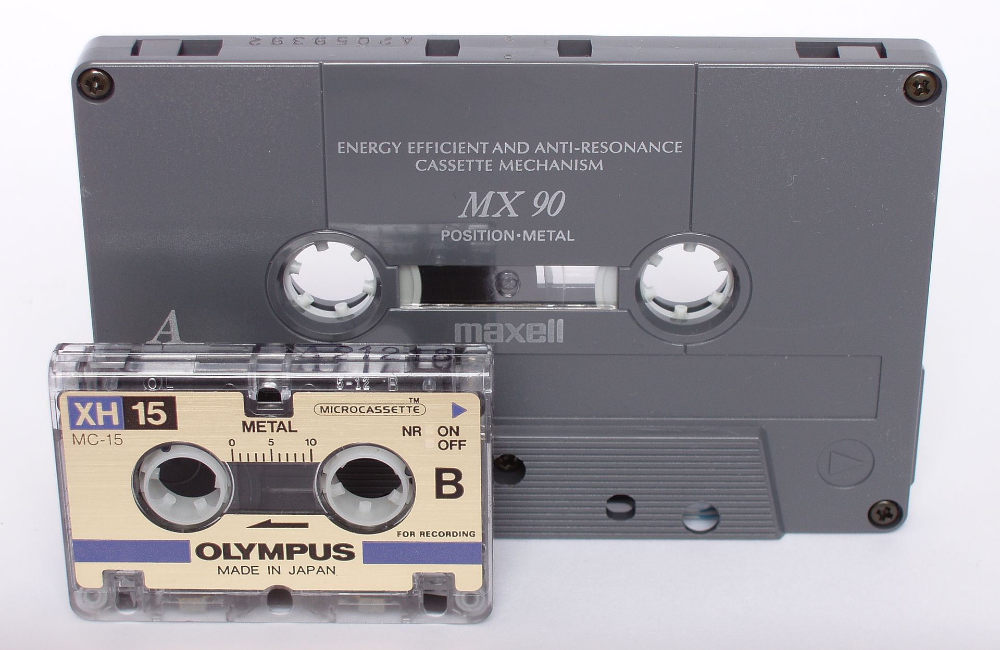 A1059392
ENERGY EFFICIENT AND ANTI-RESONANCE
CASSETTE MECHANISM
MX 90
POSITION·METAL
maxell
A
A21218
OL
5-12 B
XH 15
MICROCASSETTE™
METAL
MC-15
NR ON
OFF
0 5 10
B
FOR RECORDING
OLYMPUS
MADE IN JAPAN